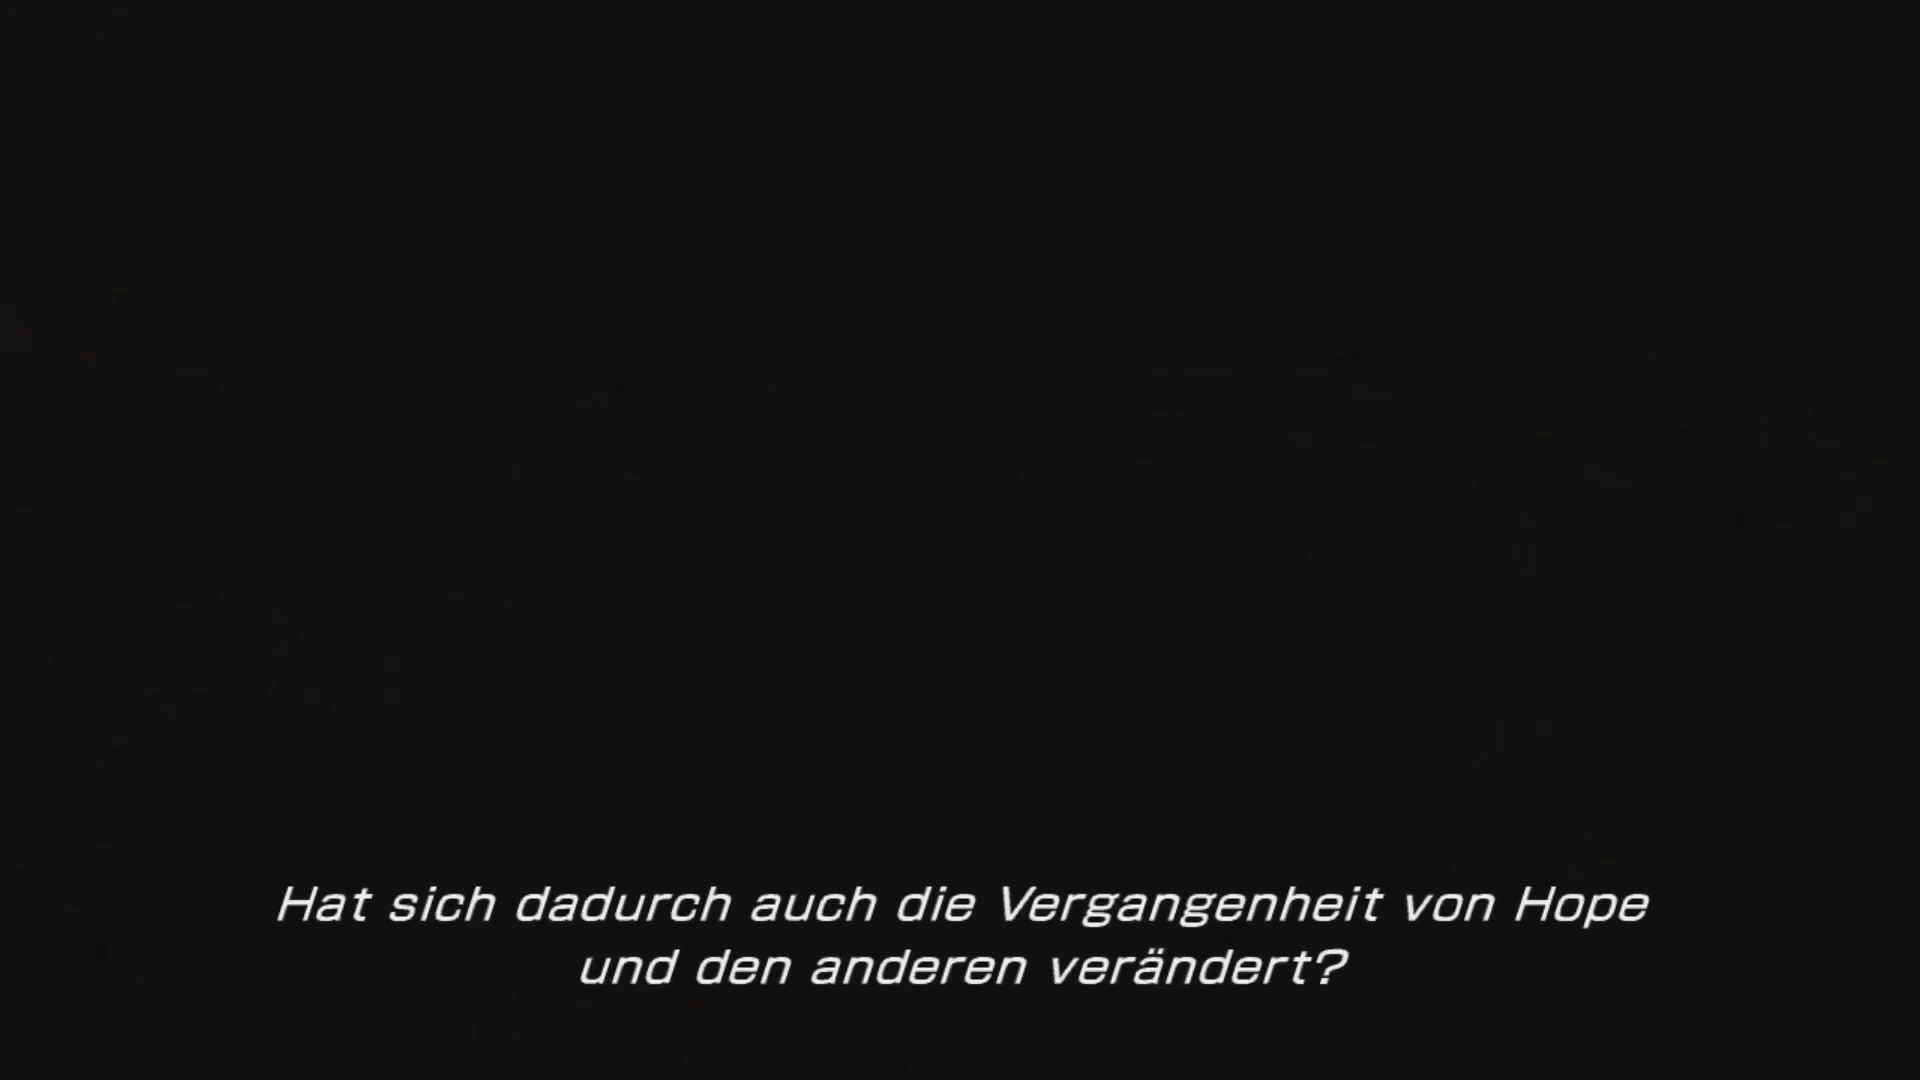 Hat sich dadurch auch die Vergangenheit von Hope
und den anderen verändert?